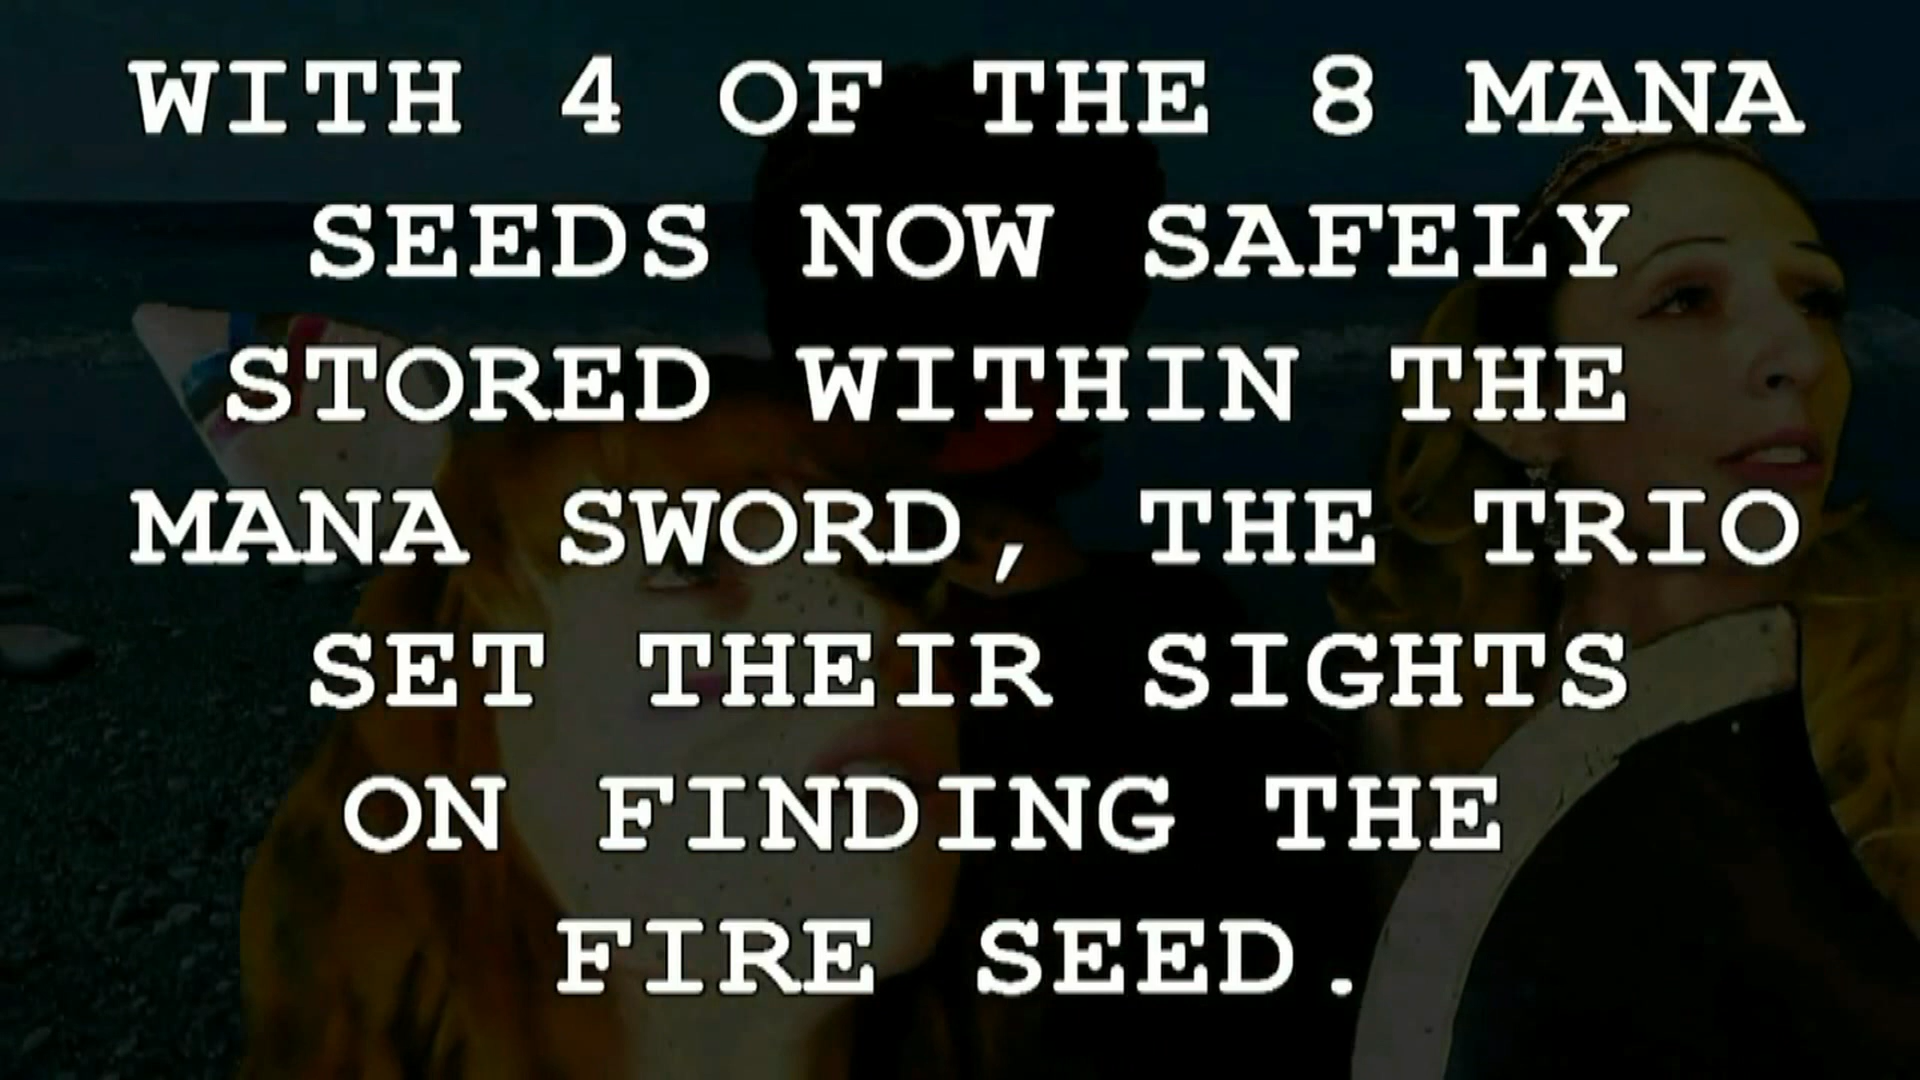 WITH 4 OF THE 8 MANA
SEEDS NOW SAFELY
STORED WITHIN THE
MANA SWORD, THE TRIO
SET THEIR SIGHTS
ON FINDING THE
FIRE SEED.